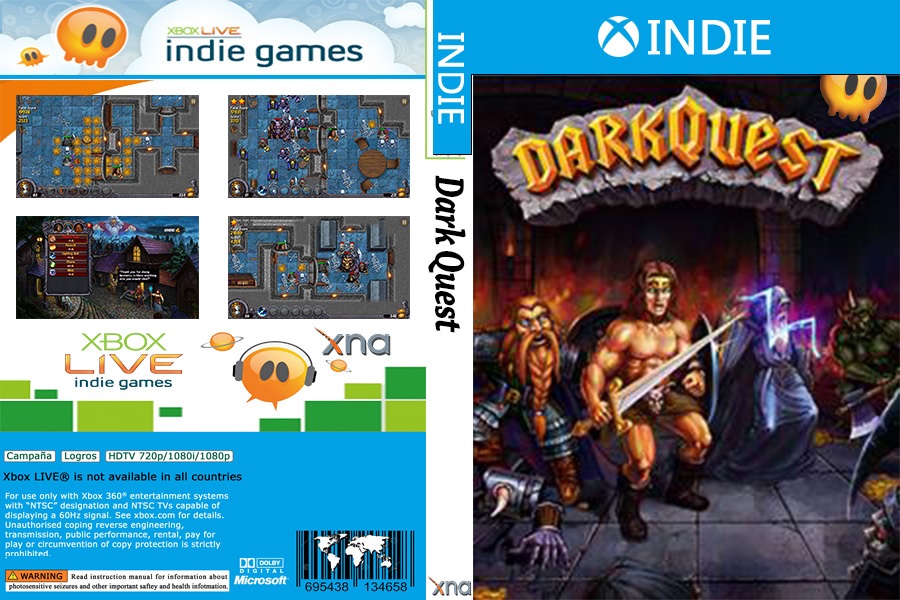 XBOX LIVE
indie games
XBOX
LIVE
indie games
xna
Campaña Logros HDTV 720p/1080i/1080p
Xbox LIVE® is not available in all countries
For use only with Xbox 360® entertainment systems
with "NTSC" designation and NTSC TVs capable of
displaying a 60Hz signal. See xbox.com for details.
Unauthorised coping reverse engineering,
transmission, public performance, rental, pay for
play or circumvention of copy protection is strictly
prohibited.
WARNING Read instruction manual for information about
photosensitive seizures and other important saftey and health infotmation.
DOLBY
DIGITAL
Microsoft
695438 134658
INDIE
Dark Quest
xna
INDIE
DARKQUEST